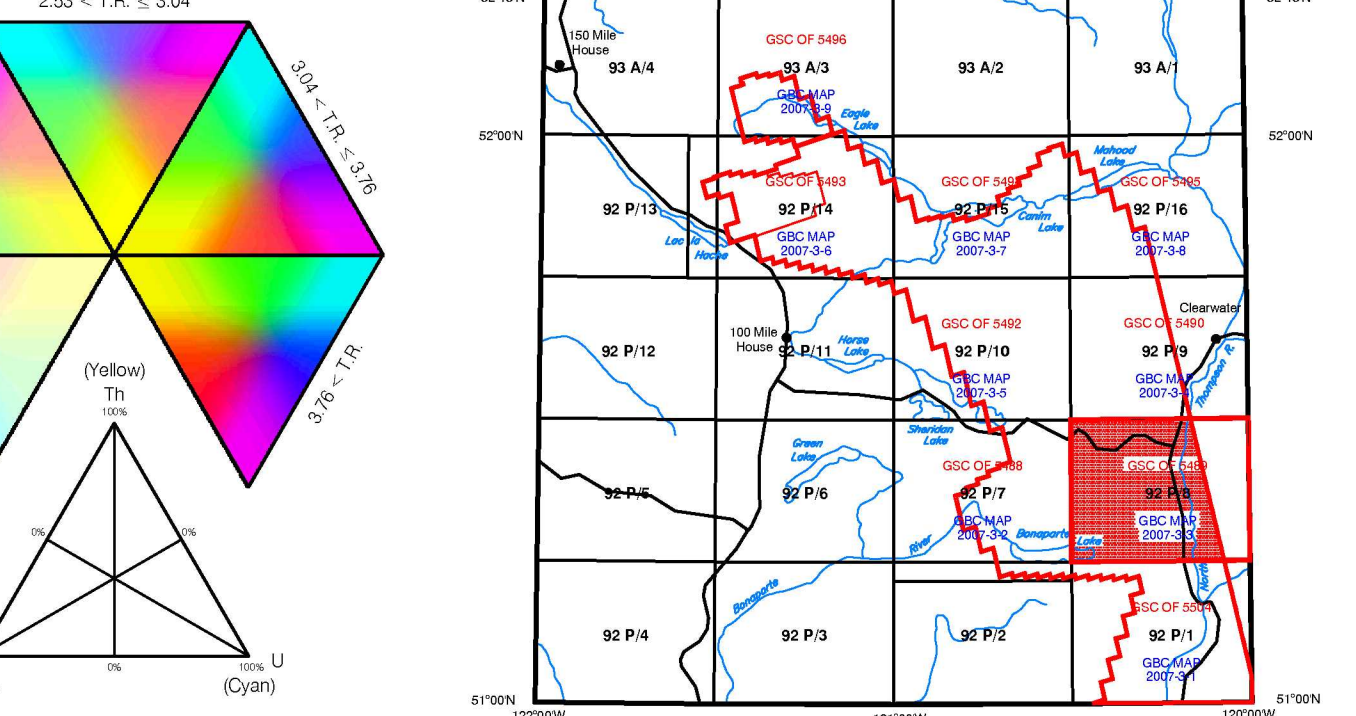 2.53 < T.R. ≤ 3.04
3.04 < T.R. ≤ 3.76
3.76 < T.R.
(Yellow)
Th
100%
0%
0%
0%
100%
U
(Cyan)
150 Mile
House
93 A/4
GSC OF 5496
93 A/3
GBC MAP
2007-3-9
Eagle
Lake
93 A/2
93 A/1
52°00'N
52°00'N
92 P/13
Lac la
Hache
GSC OF 5493
92 P/14
GBC MAP
2007-3-6
92 P/15
GBC MAP
2007-3-7
Canim
Lake
Mahood
Lake
GSC OF 5495
92 P/16
GBC MAP
2007-3-8
92 P/12
100 Mile
House
92 P/11
Horse
Lake
GSC OF 5492
92 P/10
GBC MAP
2007-3-5
Clearwater
GSC OF 5490
92 P/9
GBC MAP
2007-3-4
Thompson R.
Sheridan
Lake
92 P/5
Green
Lake
92 P/6
GSC OF 5488
92 P/7
GBC MAP
2007-3-2
River
Bonaparte
Bonaparte
Lake
GSC OF 5489
92 P/8
GBC MAP
2007-3-3
North
92 P/4
92 P/3
92 P/2
GSC OF 5504
92 P/1
GBC MAP
2007-3-1
51°00'N
51°00'N
122°00'W
120°00'W